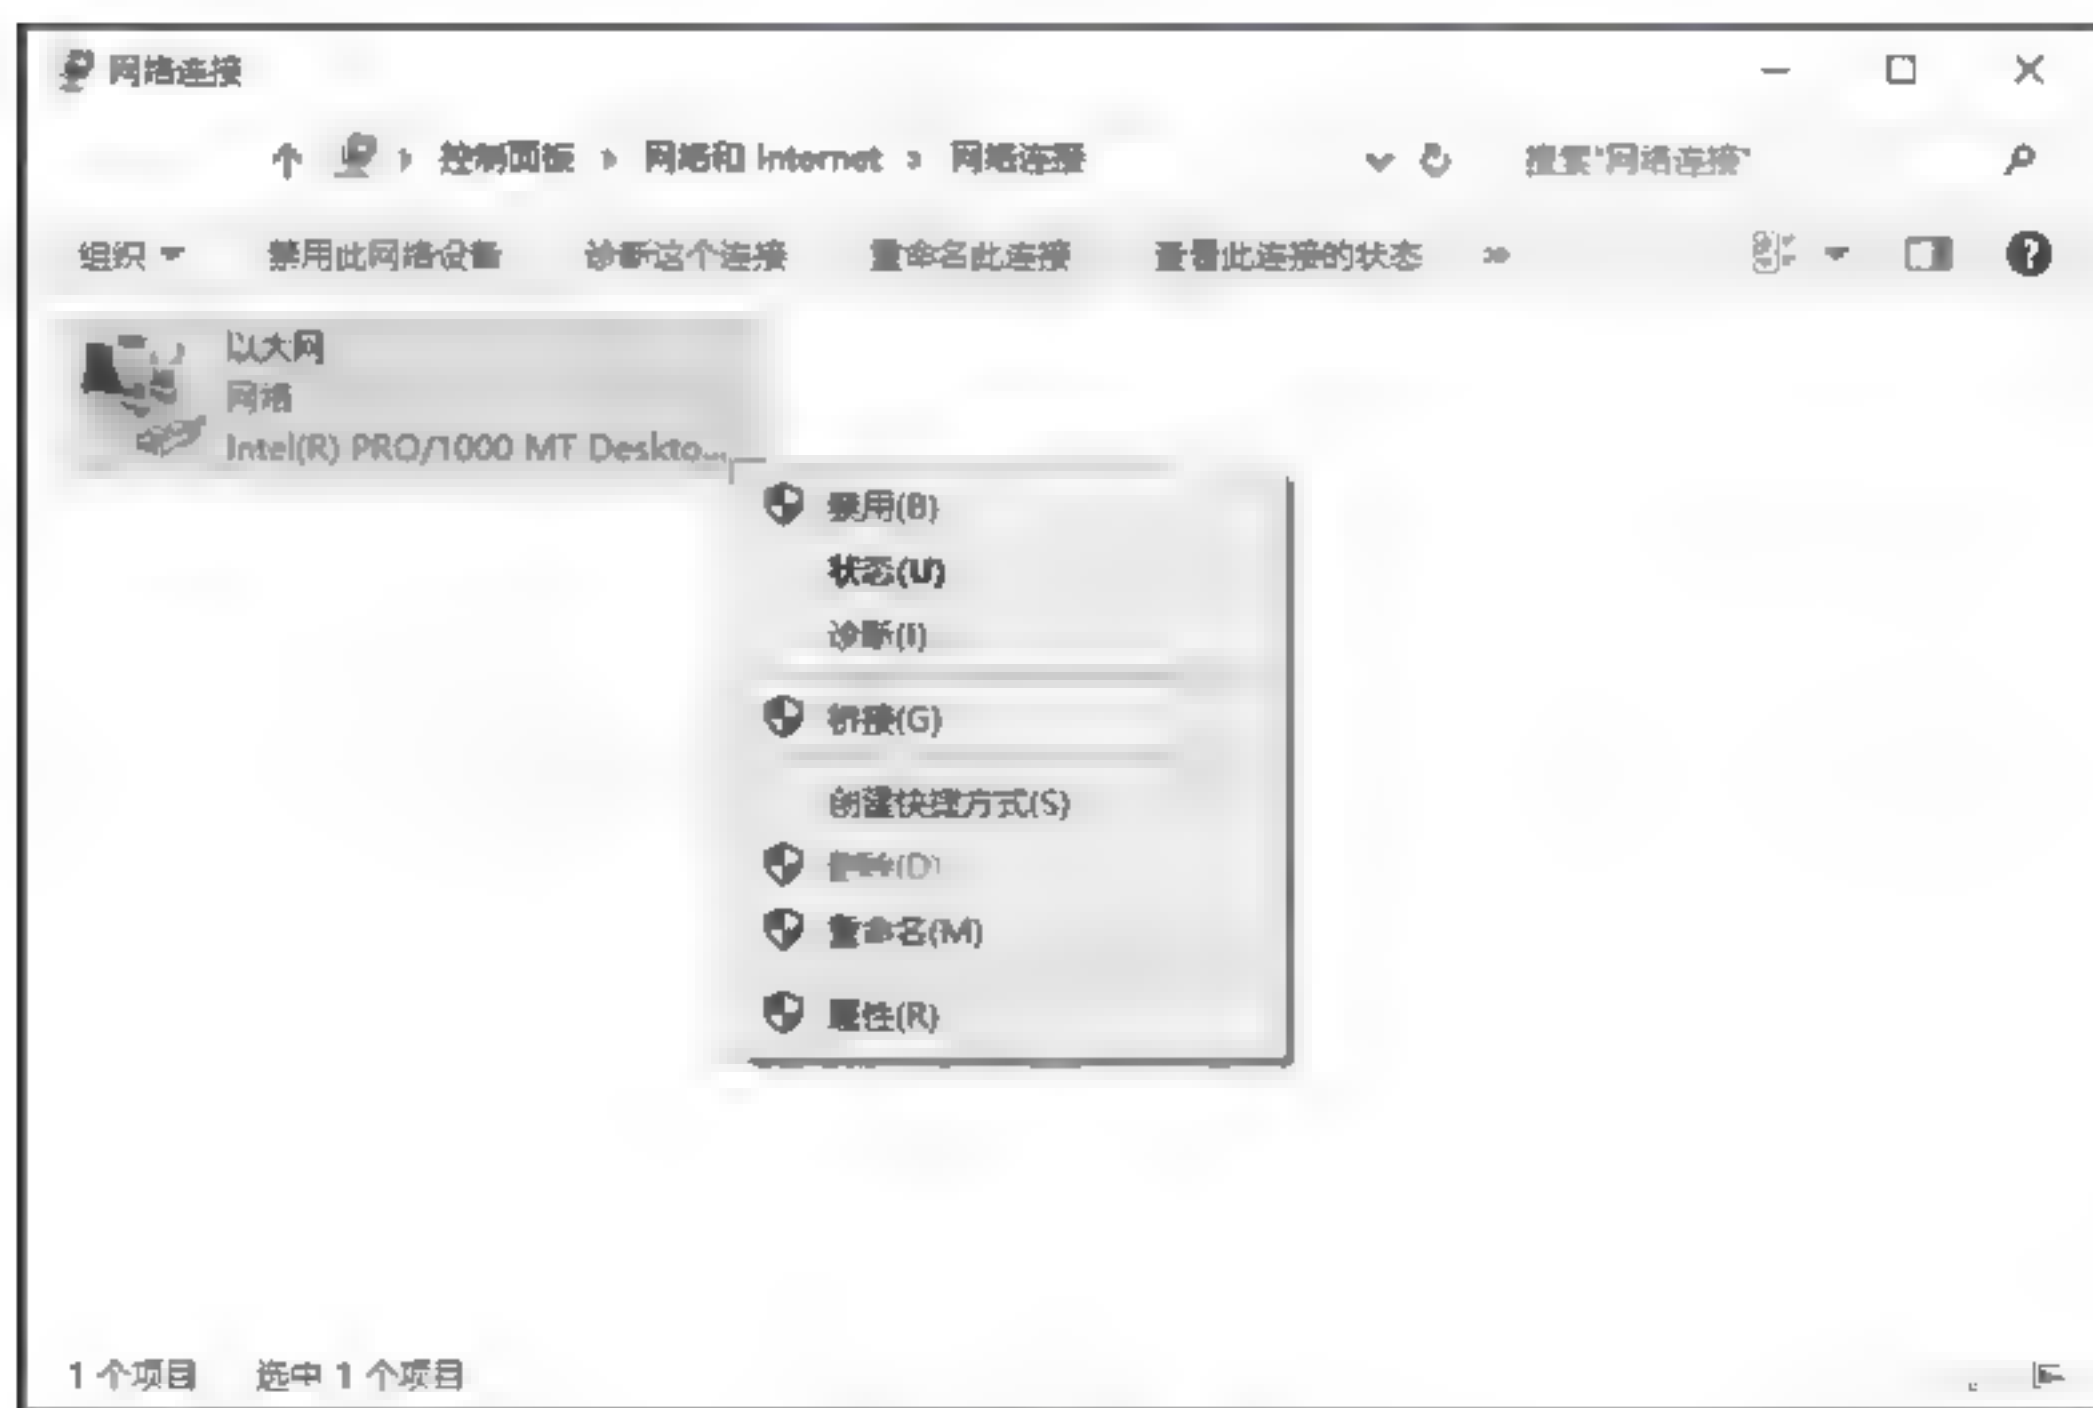 网络连接
控制面板 网络和 Internet 网络连接 搜索"网络连接"
组织 禁用此网络设备 诊断这个连接 重命名此连接 查看此连接的状态 »
以太网
网络
Intel(R) PRO/1000 MT Deskto...
禁用(B)
状态(U)
诊断(I)
桥接(G)
创建快捷方式(S)
删除(D)
重命名(M)
属性(R)
1 个项目 选中 1 个项目